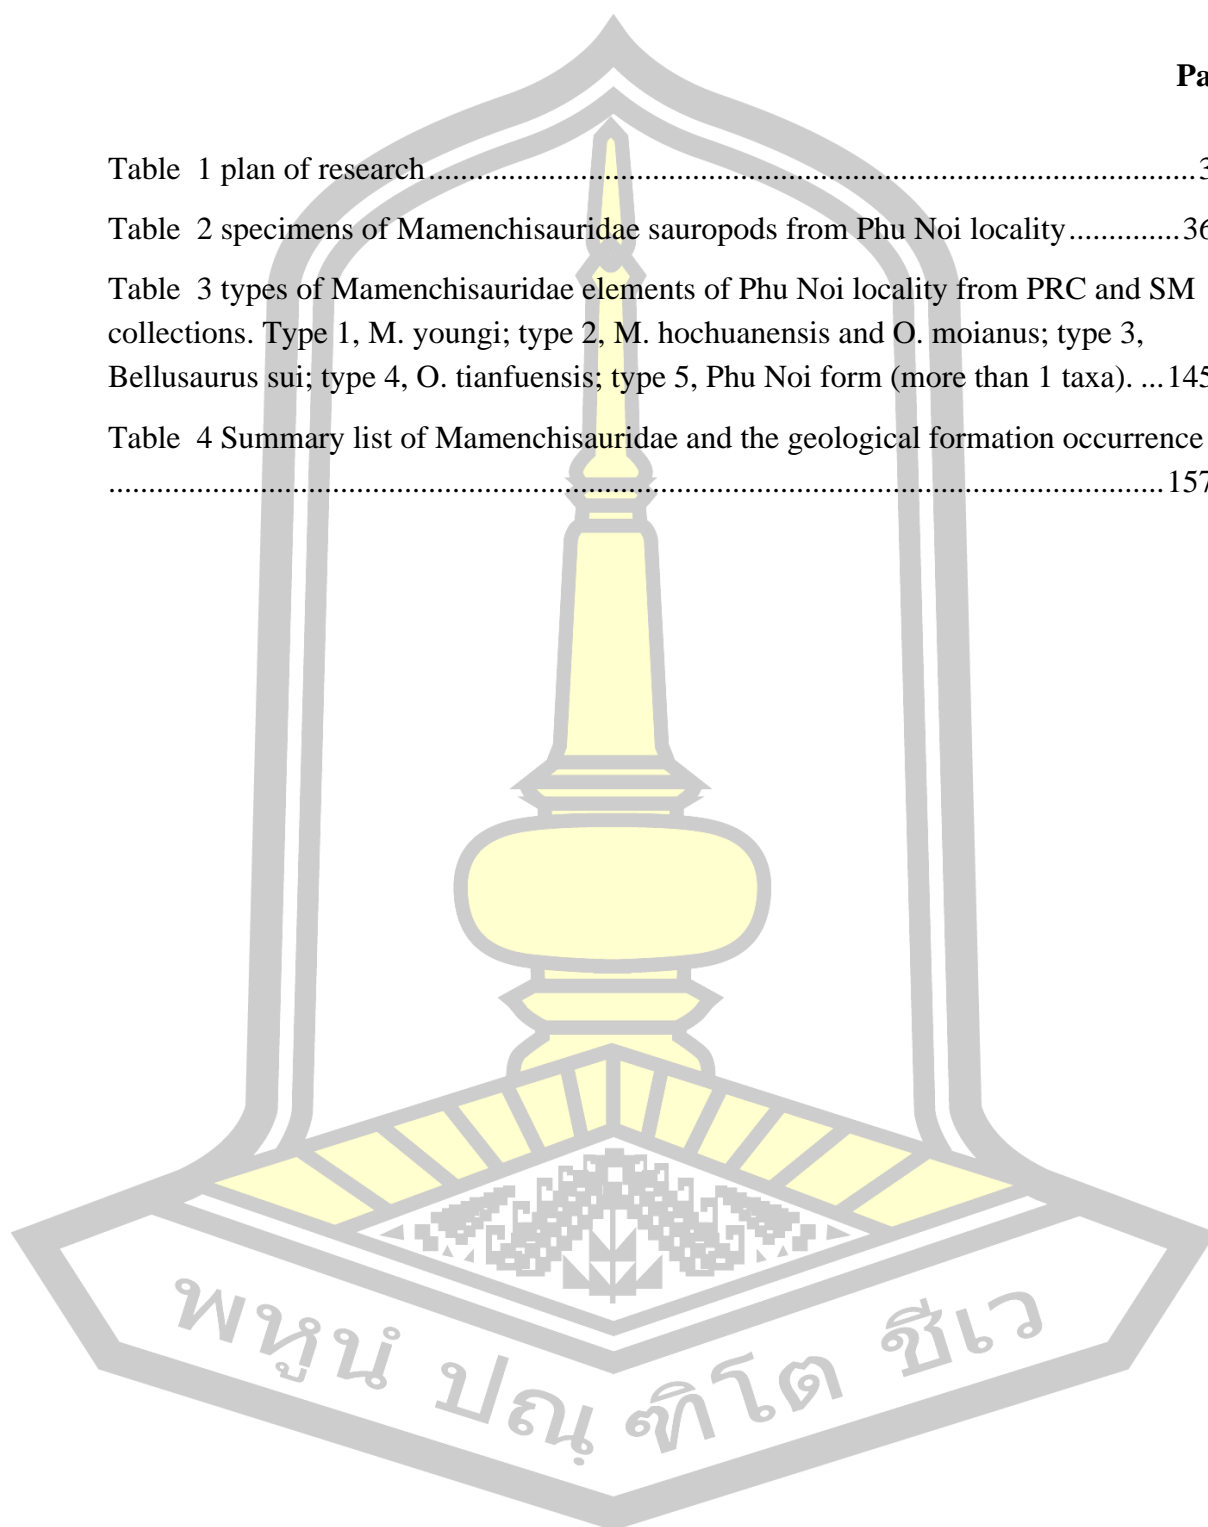 Pa
Table  1 plan of research................................................................................................3
Table  2 specimens of Mamenchisauridae sauropods from Phu Noi locality..............36
Table  3 types of Mamenchisauridae elements of Phu Noi locality from PRC and SM
collections. Type 1, M. youngi; type 2, M. hochuanensis and O. moianus; type 3,
Bellusaurus sui; type 4, O. tianfuensis; type 5, Phu Noi form (more than 1 taxa). ...145
Table  4 Summary list of Mamenchisauridae and the geological formation occurrence
....................................................................................................................................157
พหูนํ ปณฺฑิโต ชีเว